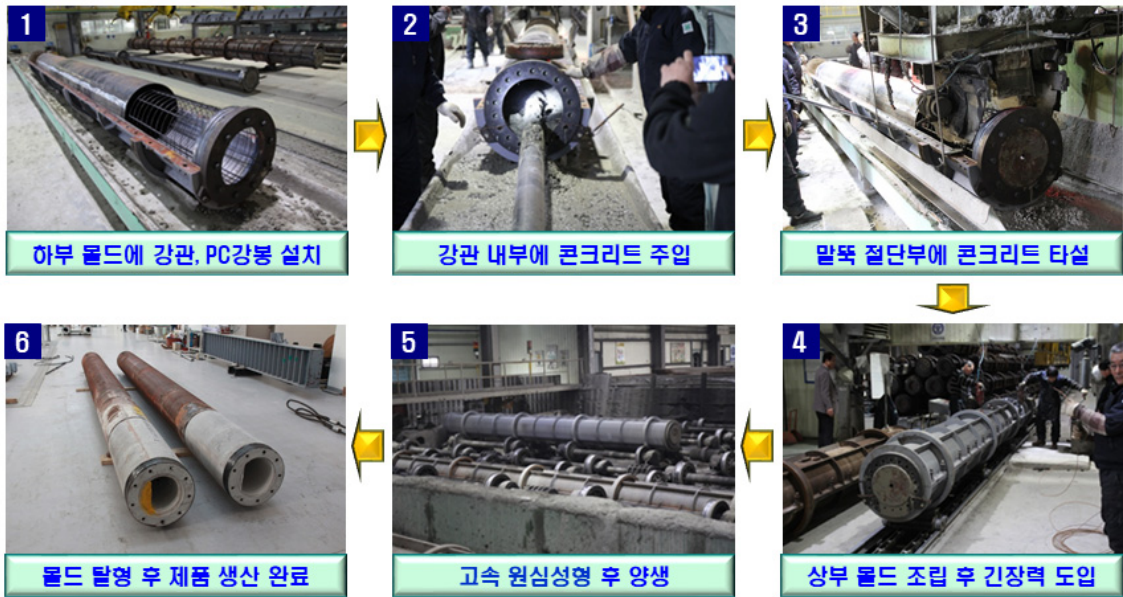 1
하부 몰드에 강관, PC강봉 설치
2
강관 내부에 콘크리트 주입
3
말뚝 절단부에 콘크리트 타설
4
상부 몰드 조립 후 긴장력 도입
5
고속 원심성형 후 양생
6
몰드 탈형 후 제품 생산 완료